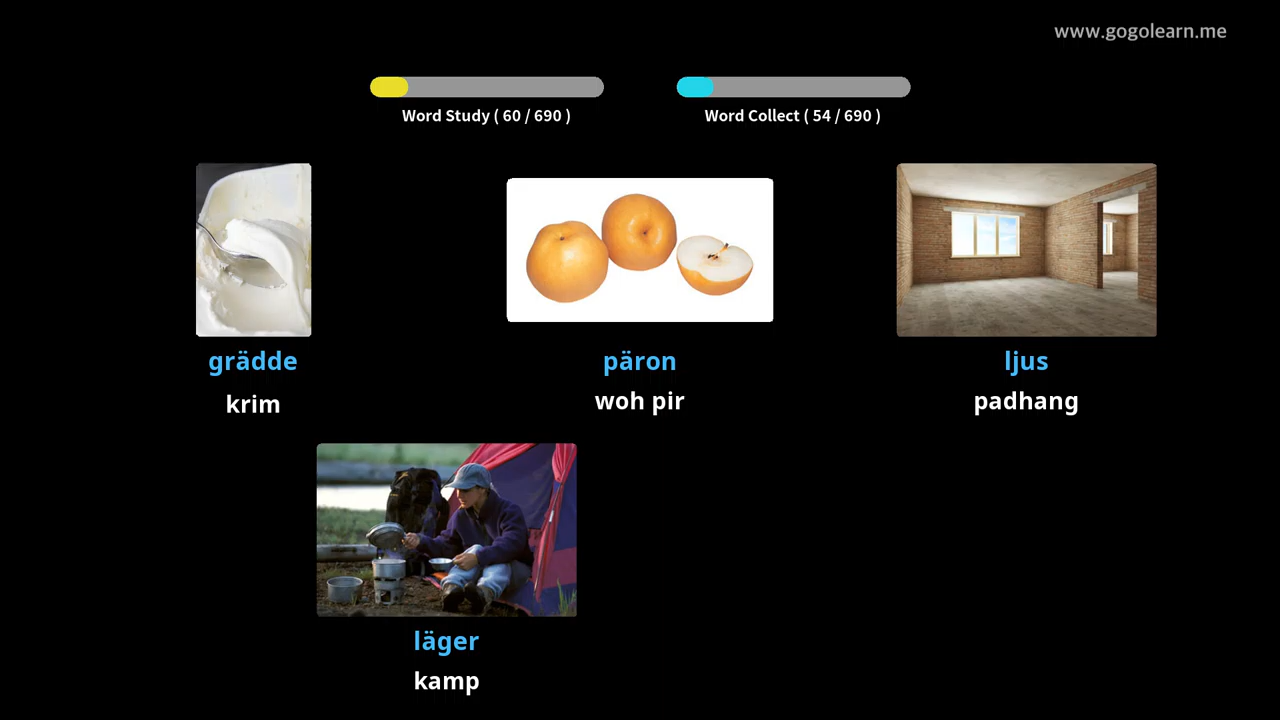 www.gogolearn.me
Word Study ( 60 / 690 )
Word Collect ( 54 / 690 )
grädde
krim
päron
woh pir
ljus
padhang
läger
kamp